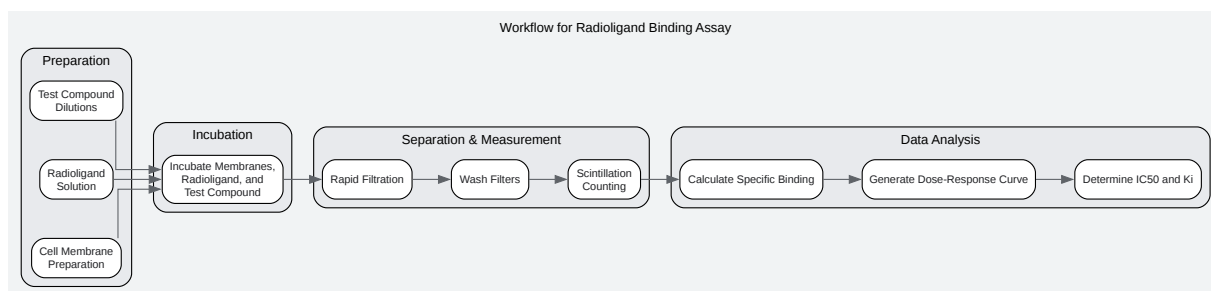 Workflow for Radioligand Binding Assay
Preparation
Test Compound
Dilutions
Radioligand
Solution
Cell Membrane
Preparation
Incubation
Incubate Membranes,
Radioligand, and
Test Compound
Separation & Measurement
Rapid Filtration
Wash Filters
Scintillation
Counting
Data Analysis
Calculate Specific Binding
Generate Dose-Response Curve
Determine IC50 and Ki